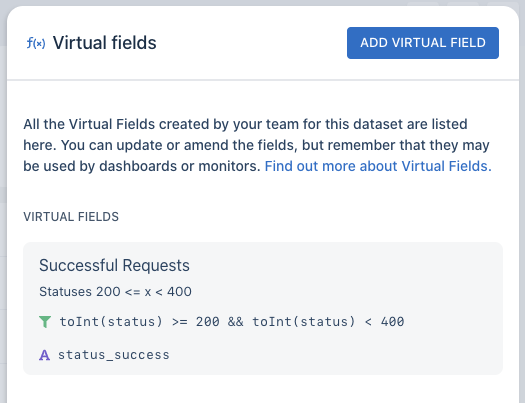 f(x) Virtual fields
ADD VIRTUAL FIELD
All the Virtual Fields created by your team for this dataset are listed
here. You can update or amend the fields, but remember that they may
be used by dashboards or monitors. Find out more about Virtual Fields.
VIRTUAL FIELDS
Successful Requests
Statuses 200 <= x < 400
toInt(status) >= 200 && toInt(status) < 400
A status_success